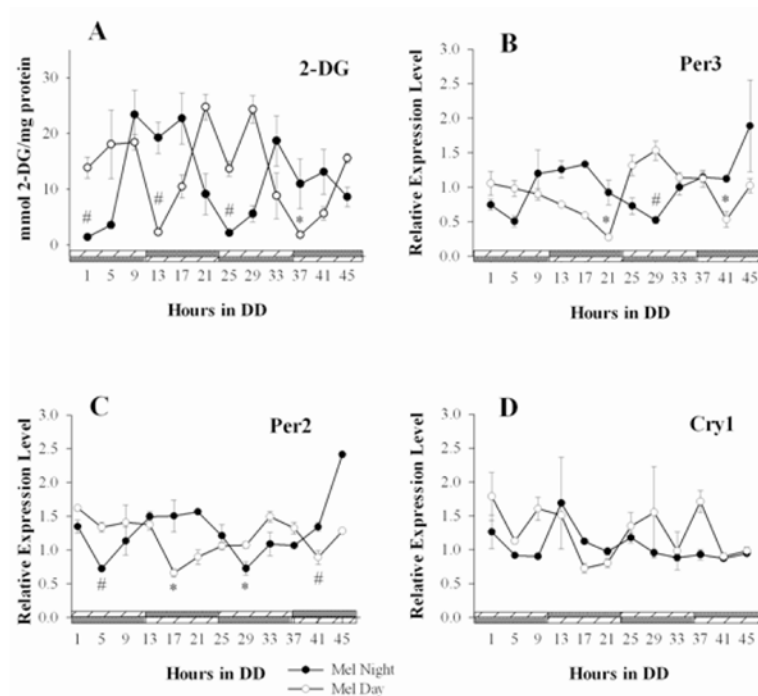 A
2-DG
mmol 2-DG/mg protein
30
20
10
0
#
#
#
*
1 5 9 13 17 21 25 29 33 37 41 45
Hours in DD
B
Per3
Relative Expression Level
3.0
2.5
2.0
1.5
1.0
0.5
0.0
*
#
*
1 5 9 13 17 21 25 29 33 37 41 45
Hours in DD
C
Per2
Relative Expression Level
3.0
2.5
2.0
1.5
1.0
0.5
0.0
#
*
*
#
1 5 9 13 17 21 25 29 33 37 41 45
Hours in DD
D
Cry1
Relative Expression Level
3.0
2.5
2.0
1.5
1.0
0.5
0.0
1 5 9 13 17 21 25 29 33 37 41 45
Hours in DD
Mel Night
Mel Day